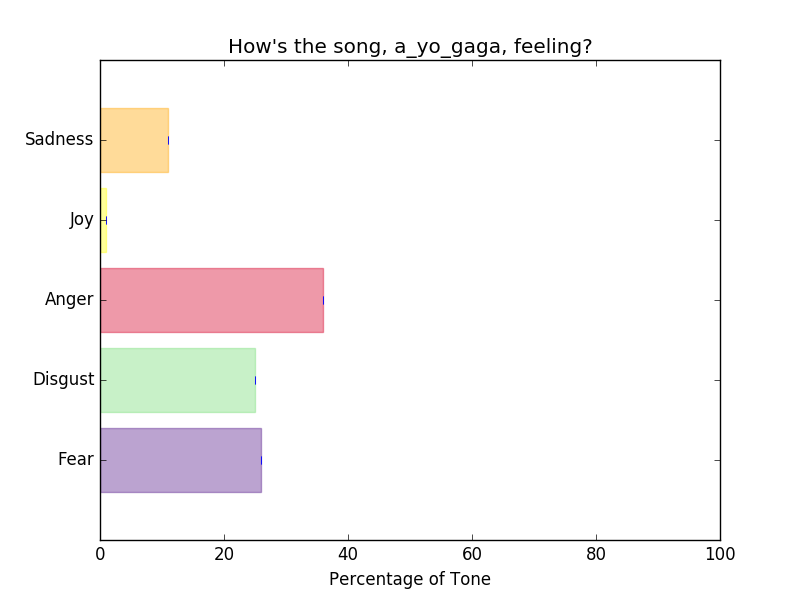 How's the song, a_yo_gaga, feeling?
Sadness
Joy
Anger
Disgust
Fear
0 20 40 60 80 100
Percentage of Tone